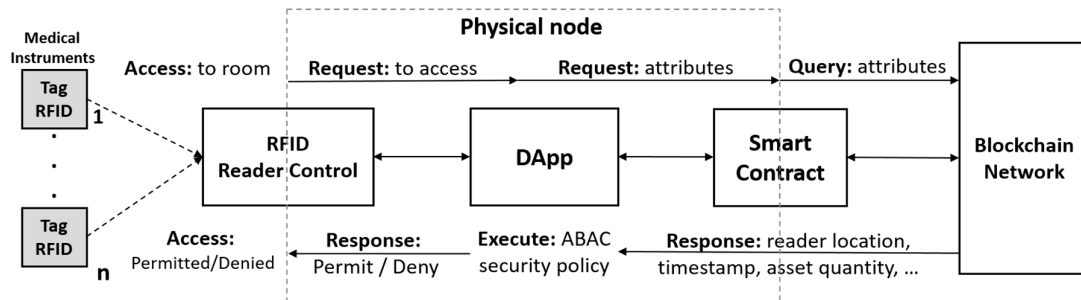 Physical node
Medical
Instruments
Access: to room
Request: to access
Request: attributes
Query: attributes
Tag
RFID
1
RFID
Reader Control
DApp
Smart
Contract
Blockchain
Network
Tag
RFID
n
Access:
Permitted/Denied
Response:
Permit / Deny
Execute: ABAC
security policy
Response: reader location,
timestamp, asset quantity, ...